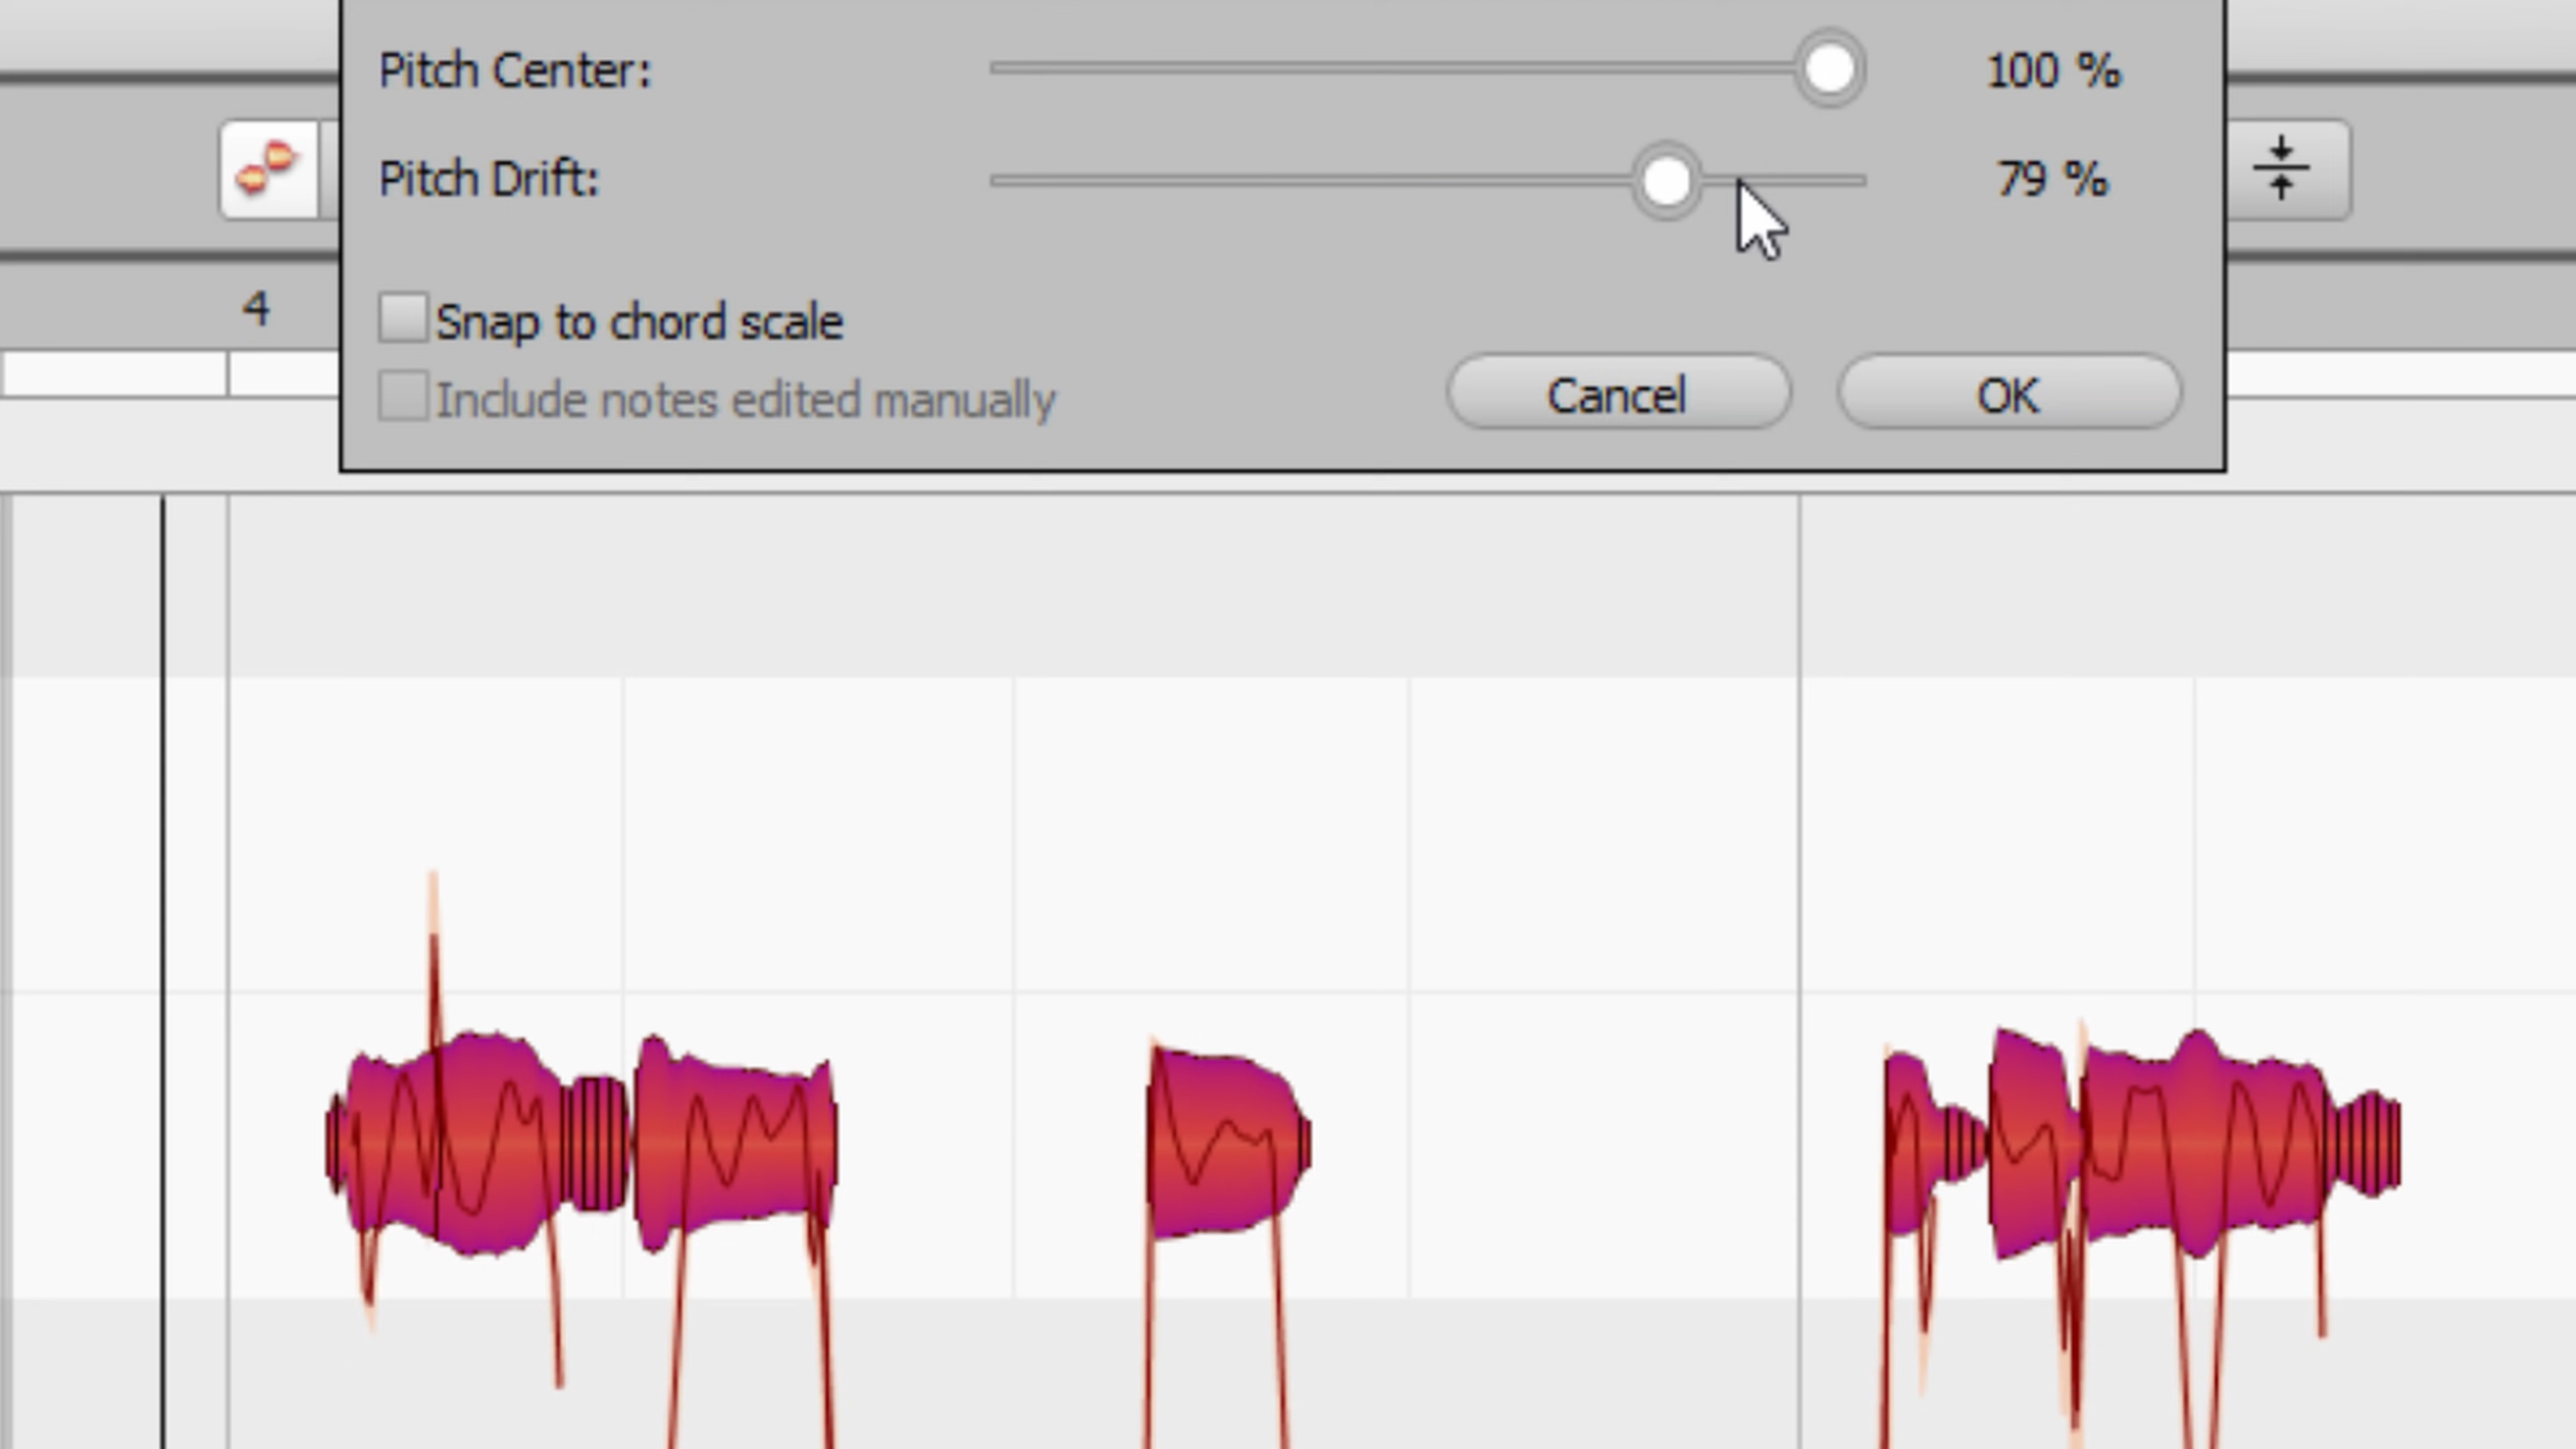 Pitch Center: 100 %
Pitch Drift: 79 %
4
Snap to chord scale
Include notes edited manually
Cancel OK